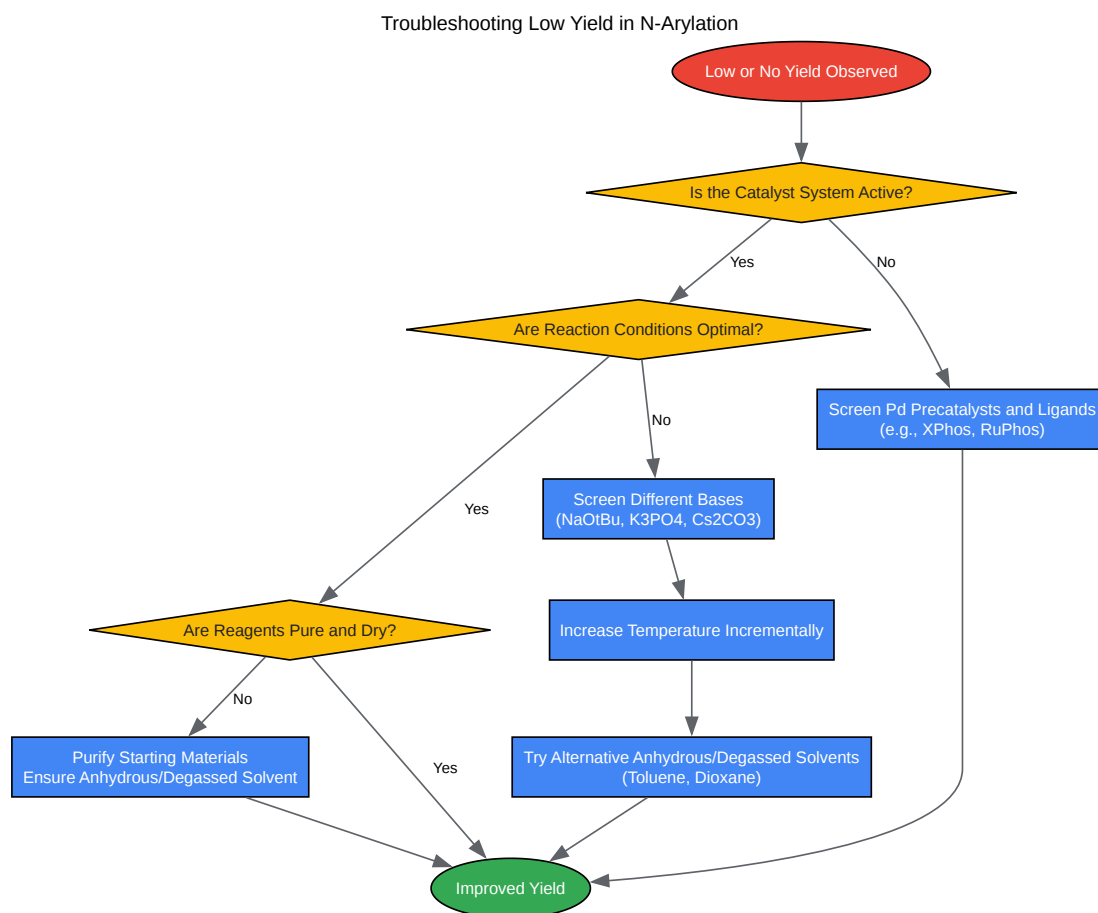 Troubleshooting Low Yield in N-Arylation
Low or No Yield Observed
Is the Catalyst System Active?
Yes
No
Are Reaction Conditions Optimal?
Screen Pd Precatalysts and Ligands
(e.g., XPhos, RuPhos)
No
Yes
Screen Different Bases
(NaOtBu, K3PO4, Cs2CO3)
Are Reagents Pure and Dry?
Increase Temperature Incrementally
No
Yes
Purify Starting Materials
Ensure Anhydrous/Degassed Solvent
Try Alternative Anhydrous/Degassed Solvents
(Toluene, Dioxane)
Improved Yield